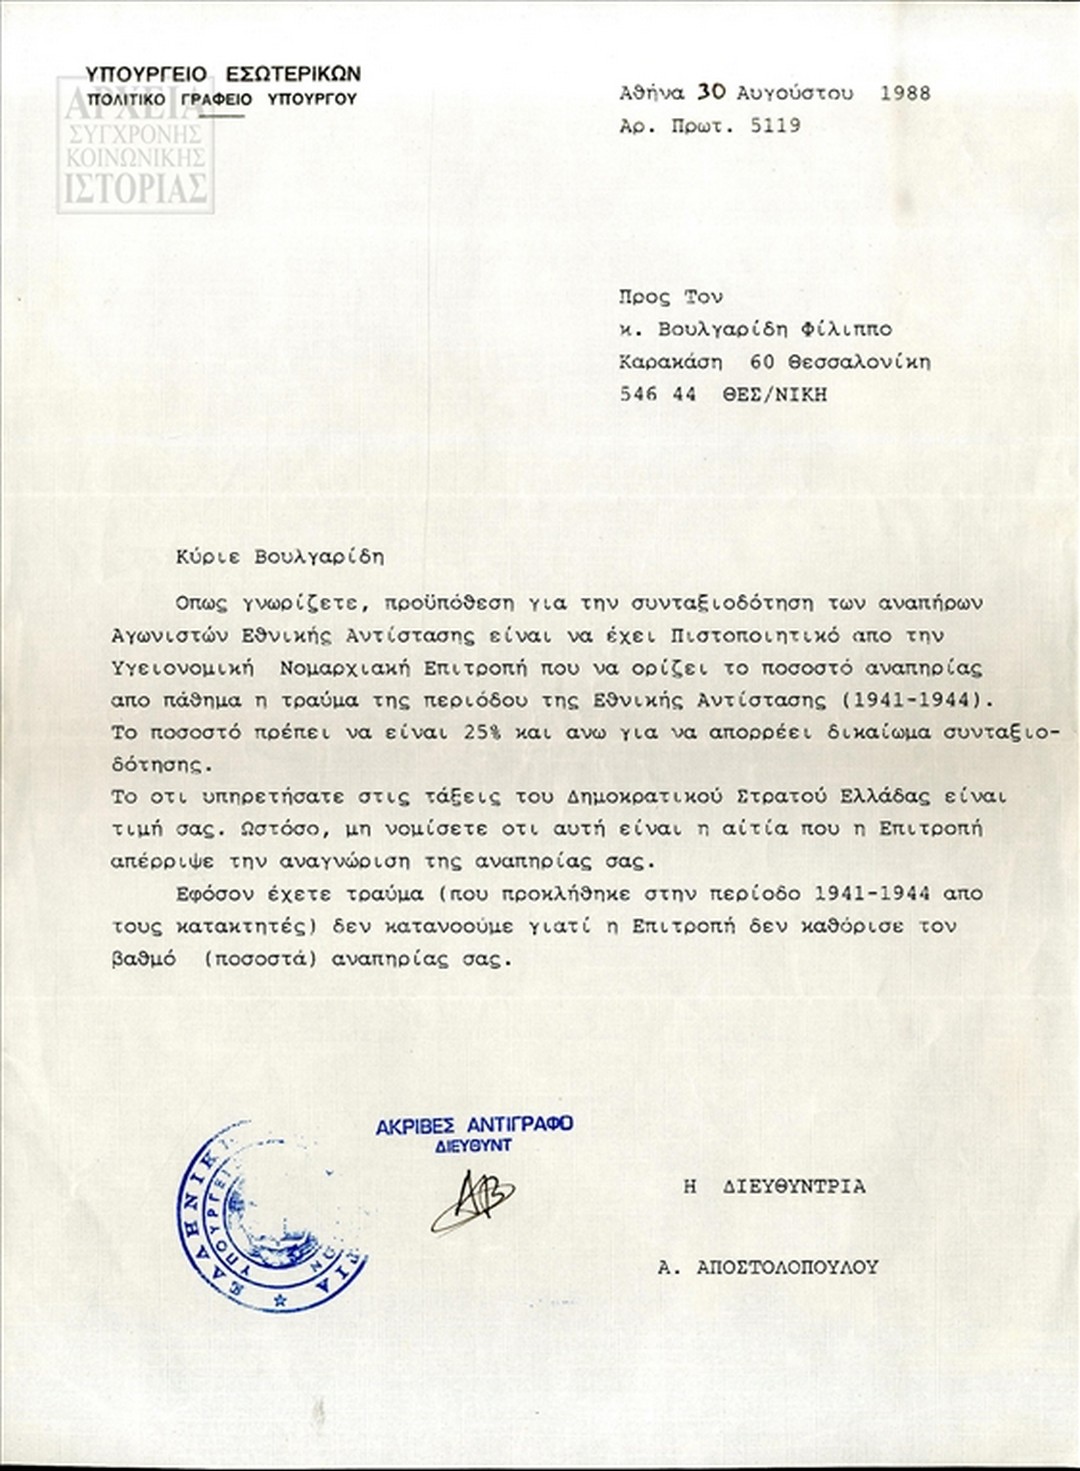 ΥΠΟΥΡΓΕΙΟ ΕΣΩΤΕΡΙΚΩΝ
ΠΟΛΙΤΙΚΟ ΓΡΑΦΕΙΟ ΥΠΟΥΡΓΟΥ
ΑΡΧΕΙΑ
ΣΥΓΧΡΟΝΗΣ
ΚΟΙΝΩΝΙΚΗΣ
ΙΣΤΟΡΙΑΣ
Αθήνα 30 Αυγούστου 1988
Αρ. Πρωτ. 5119
Προς Τον
κ. Βουλγαρίδη Φίλιππο
Καρακάση 60 Θεσσαλονίκη
546 44 ΘΕΣ/ΝΙΚΗ
Κύριε Βουλγαρίδη
Οπως γνωρίζετε, προϋπόθεση για την συνταξιοδότηση των αναπήρων
Αγωνιστών Εθνικής Αντίστασης είναι να έχει Πιστοποιητικό απο την
Υγειονομική Νομαρχιακή Επιτροπή που να ορίζει το ποσοστό αναπηρίας
απο πάθημα η τραύμα της περιόδου της Εθνικής Αντίστασης (1941-1944).
Το ποσοστό πρέπει να είναι 25% και ανω για να απορρέει δικαίωμα συνταξιο-
δότησης.
Το οτι υπηρετήσατε στις τάξεις του Δημοκρατικού Στρατού Ελλάδας είναι
τιμή σας. Ωστόσο, μη νομίσετε οτι αυτή είναι η αίτία που η Επιτροπή
απέρριψε την αναγνώριση της αναπηρίας σας.
Εφόσον έχετε τραύμα (που προκλήθηκε στην περίοδο 1941-1944 απο
τους κατακτητές) δεν κατανοούμε γιατί η Επιτροπή δεν καθόρισε τον
βαθμό (ποσοστά) αναπηρίας σας.
ΑΚΡΙΒΕΣ ΑΝΤΙΓΡΑΦΟ
ΔΙΕΥΘΥΝΤ
Η ΔΙΕΥΘΥΝΤΡΙΑ
Α. ΑΠΟΣΤΟΛΟΠΟΥΛΟΥ